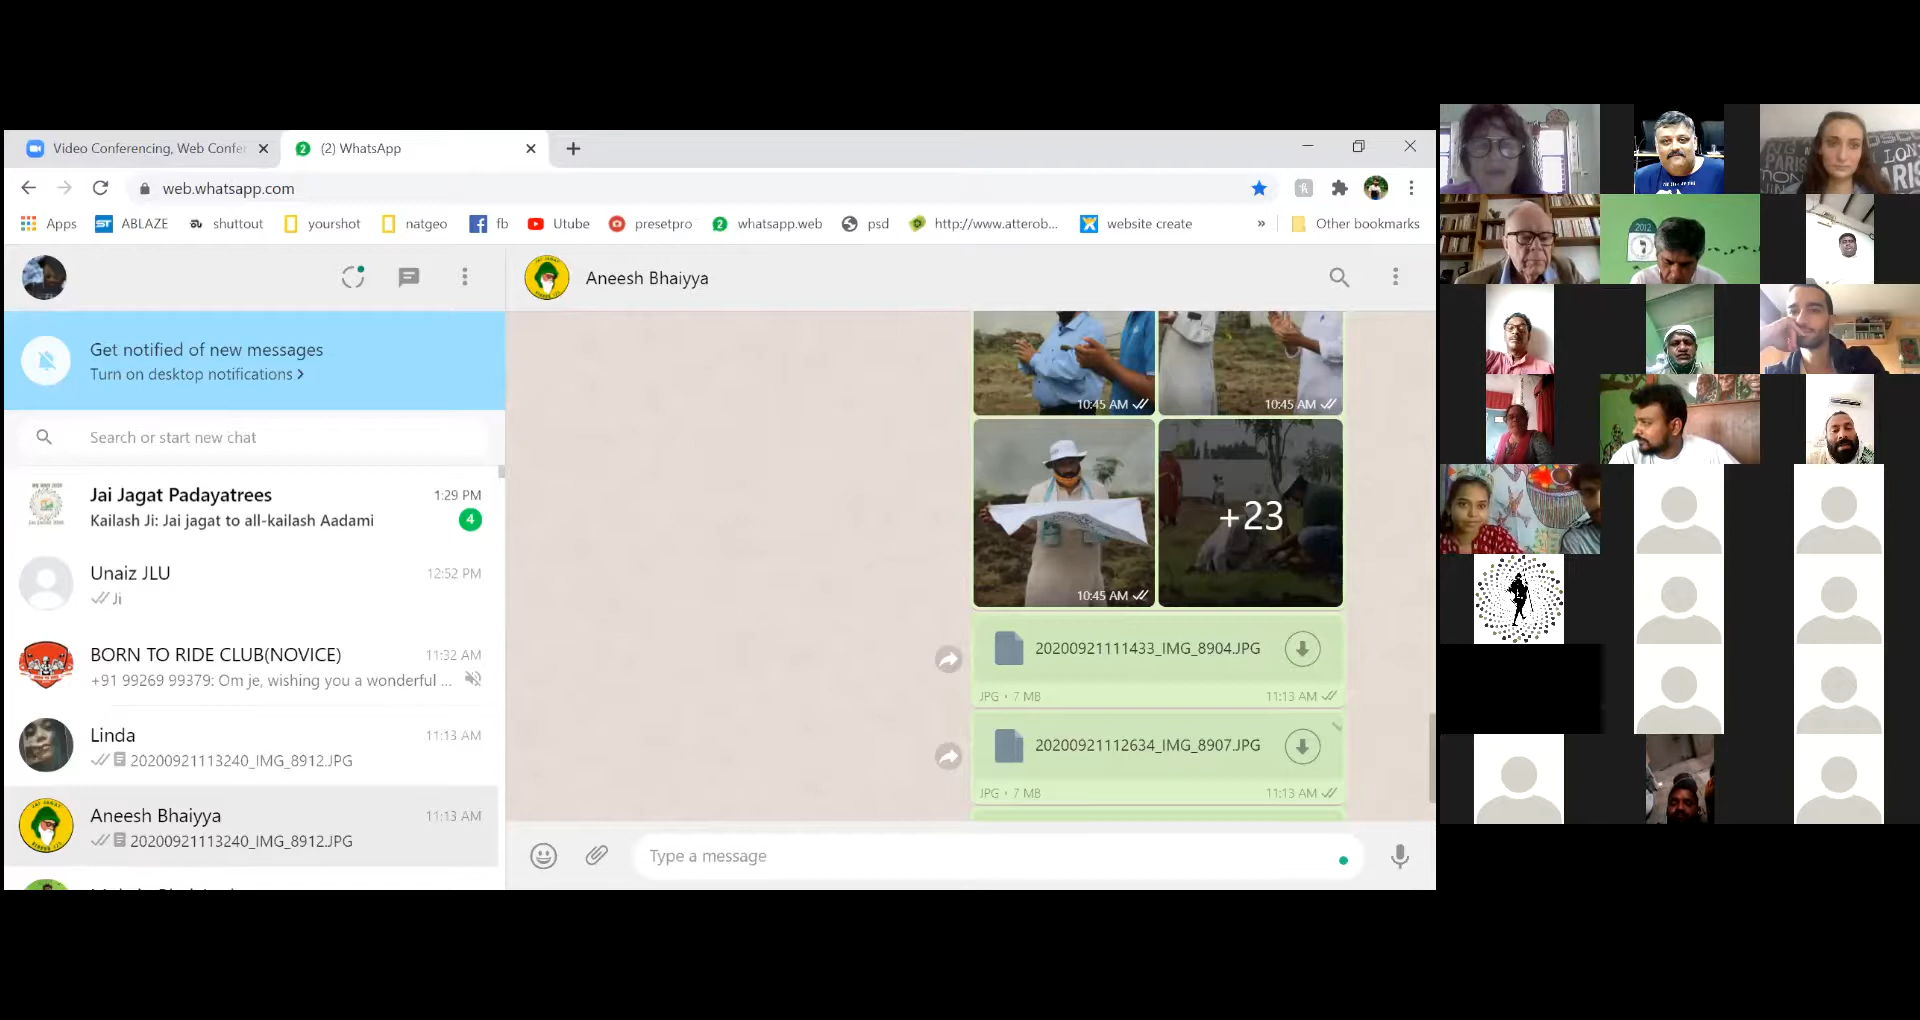 Video Conferencing, Web Confe
(2) WhatsApp
web.whatsapp.com
Apps
ABLAZE
shuttout
yourshot
natgeo
fb
Utube
presetpro
whatsapp.web
psd
http://www.atterob...
website create
»
Other bookmarks
Aneesh Bhaiyya
Get notified of new messages
Turn on desktop notifications >
Search or start new chat
Jai Jagat Padayatrees
1:29 PM
Kailash Ji: Jai jagat to all-kailash Aadami
4
Unaiz JLU
12:52 PM
Ji
BORN TO RIDE CLUB(NOVICE)
11:32 AM
+91 99269 99379: Om je, wishing you a wonderful ...
Linda
11:13 AM
20200921113240_IMG_8912.JPG
Aneesh Bhaiyya
11:13 AM
20200921113240_IMG_8912.JPG
10:45 AM
10:45 AM
10:45 AM
+23
20200921111433_IMG_8904.JPG
JPG • 7 MB
11:13 AM
20200921112634_IMG_8907.JPG
JPG • 7 MB
11:13 AM
Type a message
2012
PARIS
LON